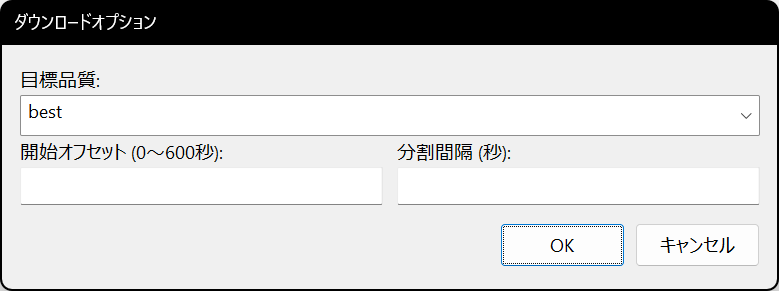 ダウンロードオプション
目標品質:
best
開始オフセット (0～600秒):
分割間隔 (秒):
OK
キャンセル